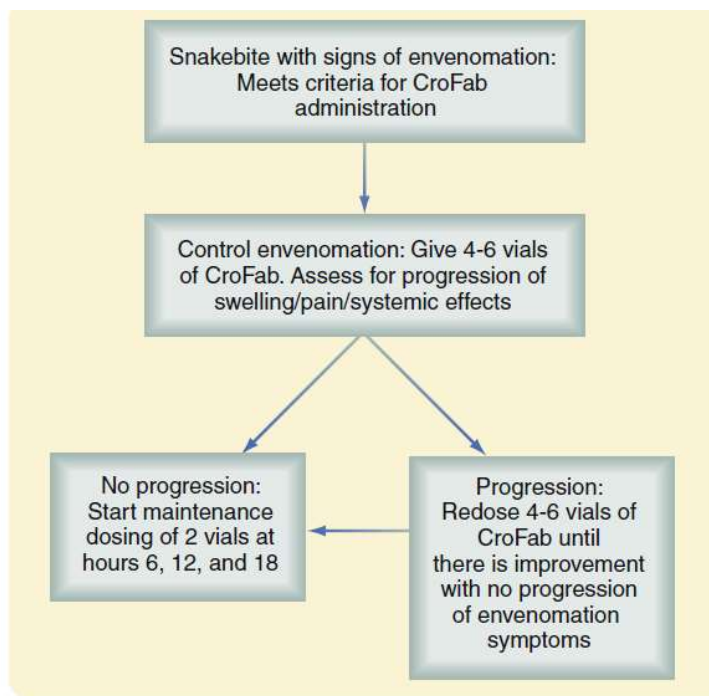 Snakebite with signs of envenomation:
Meets criteria for CroFab
administration
Control envenomation: Give 4-6 vials
of CroFab. Assess for progression of
swelling/pain/systemic effects
No progression:
Start maintenance
dosing of 2 vials at
hours 6, 12, and 18
Progression:
Redose 4-6 vials of
CroFab until
there is improvement
with no progression
of envenomation
symptoms